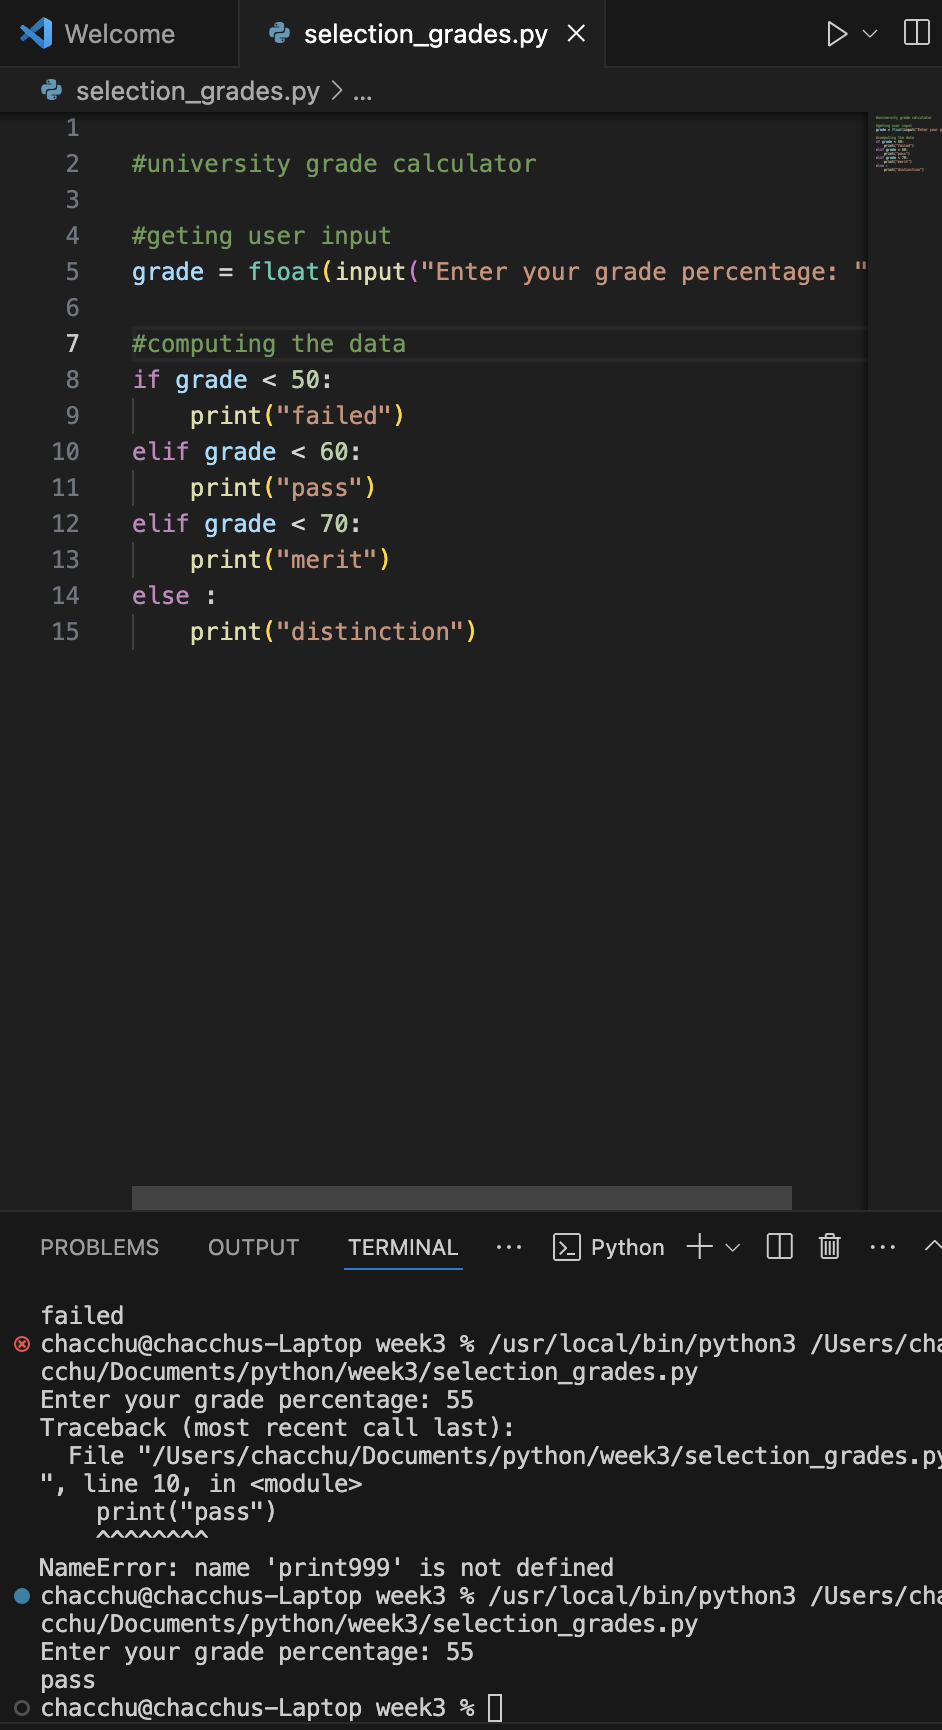 Welcome
selection_grades.py
selection_grades.py > ...
1
2 #university grade calculator
3
4 #geting user input
5 grade = float(input("Enter your grade percentage: "
6
7 #computing the data
8 if grade < 50:
9 print("failed")
10 elif grade < 60:
11 print("pass")
12 elif grade < 70:
13 print("merit")
14 else :
15 print("distinction")
PROBLEMS OUTPUT TERMINAL ... Python
failed
chacchu@chacchus-Laptop week3 % /usr/local/bin/python3 /Users/cha
cchu/Documents/python/week3/selection_grades.py
Enter your grade percentage: 55
Traceback (most recent call last):
File "/Users/chacchu/Documents/python/week3/selection_grades.py
", line 10, in <module>
print("pass")
^^^^^^^^
NameError: name 'print999' is not defined
chacchu@chacchus-Laptop week3 % /usr/local/bin/python3 /Users/cha
cchu/Documents/python/week3/selection_grades.py
Enter your grade percentage: 55
pass
chacchu@chacchus-Laptop week3 %